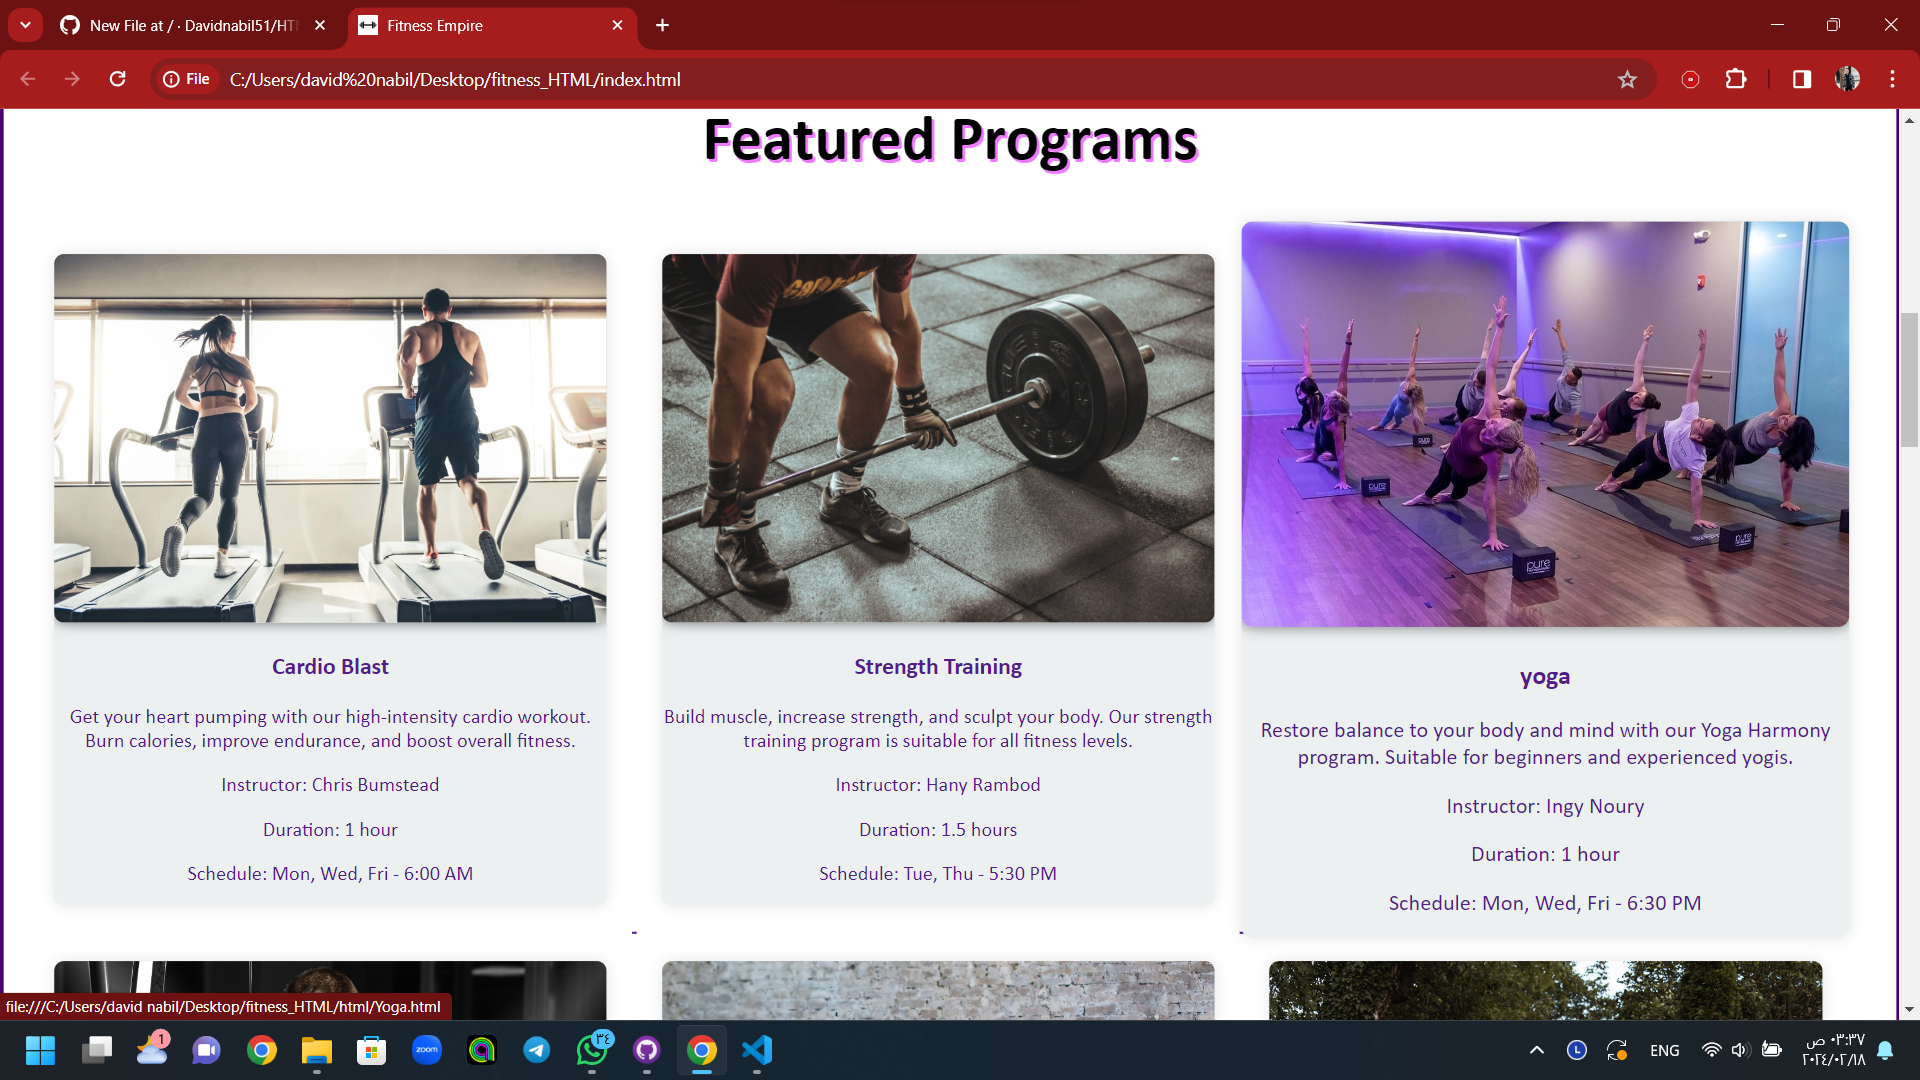 New File at / · Davidnabil51/HT
Fitness Empire
File
C:/Users/david%20nabil/Desktop/fitness_HTML/index.html
Featured Programs
Cardio Blast
Get your heart pumping with our high-intensity cardio workout.
Burn calories, improve endurance, and boost overall fitness.
Instructor: Chris Bumstead
Duration: 1 hour
Schedule: Mon, Wed, Fri - 6:00 AM
Strength Training
Build muscle, increase strength, and sculpt your body. Our strength
training program is suitable for all fitness levels.
Instructor: Hany Rambod
Duration: 1.5 hours
Schedule: Tue, Thu - 5:30 PM
pure
pure
pure
yoga
Restore balance to your body and mind with our Yoga Harmony
program. Suitable for beginners and experienced yogis.
Instructor: Ingy Noury
Duration: 1 hour
Schedule: Mon, Wed, Fri - 6:30 PM
file:///C:/Users/david nabil/Desktop/fitness_HTML/html/Yoga.html
1
zoom
٣٤
L
ENG
٠٣:٣٧ ص
٢٠٢٤/٠٢/١٨